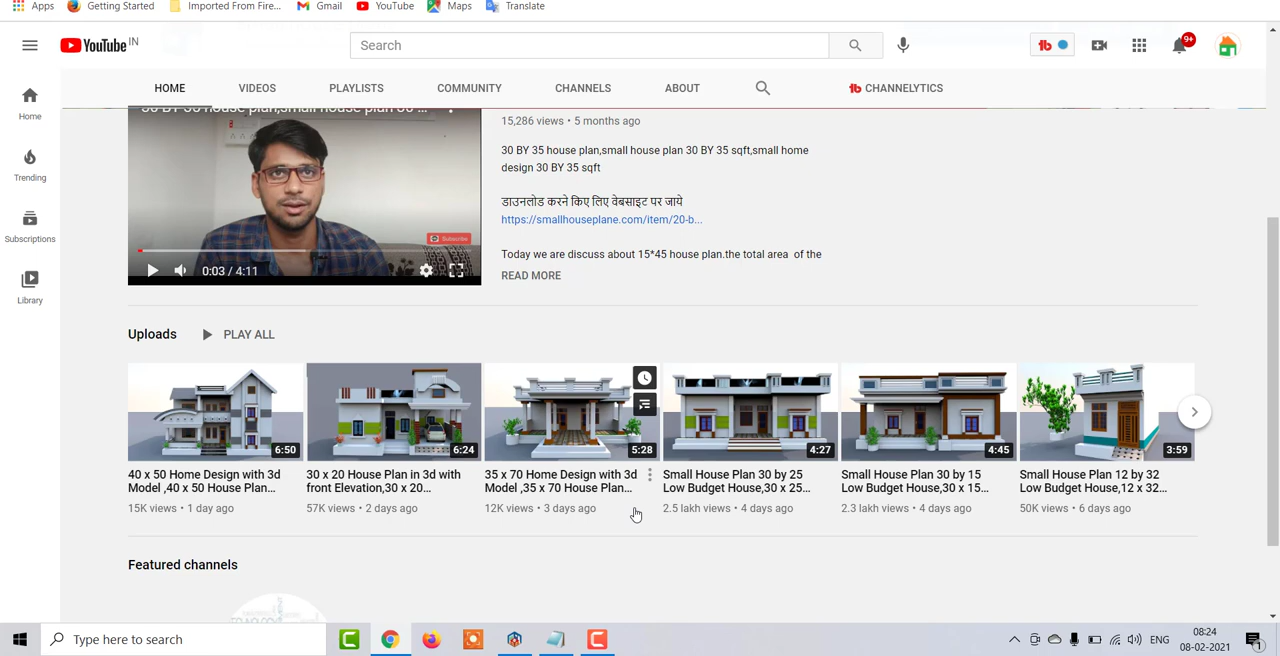 Apps Getting Started Imported From Fire... Gmail YouTube Maps Translate
YouTube IN
Search
9+
HOME VIDEOS PLAYLISTS COMMUNITY CHANNELS ABOUT CHANNELYTICS
Home
Trending
Subscriptions
Library
Subscribe
0:03 / 4:11
15,286 views • 5 months ago
30 BY 35 house plan,small house plan 30 BY 35 sqft,small home
design 30 BY 35 sqft
डाउनलोड करने किए लिए वेबसाइट पर जाये
https://smallhouseplane.com/item/20-b...
Today we are discuss about 15*45 house plan.the total area of the
READ MORE
Uploads PLAY ALL
6:50 6:24 5:28 4:27 4:45 3:59
40 x 50 Home Design with 3d
Model ,40 x 50 House Plan...
15K views • 1 day ago
30 x 20 House Plan in 3d with
front Elevation,30 x 20...
57K views • 2 days ago
35 x 70 Home Design with 3d
Model ,35 x 70 House Plan...
12K views • 3 days ago
Small House Plan 30 by 25
Low Budget House,30 x 25...
2.5 lakh views • 4 days ago
Small House Plan 30 by 15
Low Budget House,30 x 15...
2.3 lakh views • 4 days ago
Small House Plan 12 by 32
Low Budget House,12 x 32...
50K views • 6 days ago
Featured channels
Type here to search
ENG
08:24
08-02-2021
1